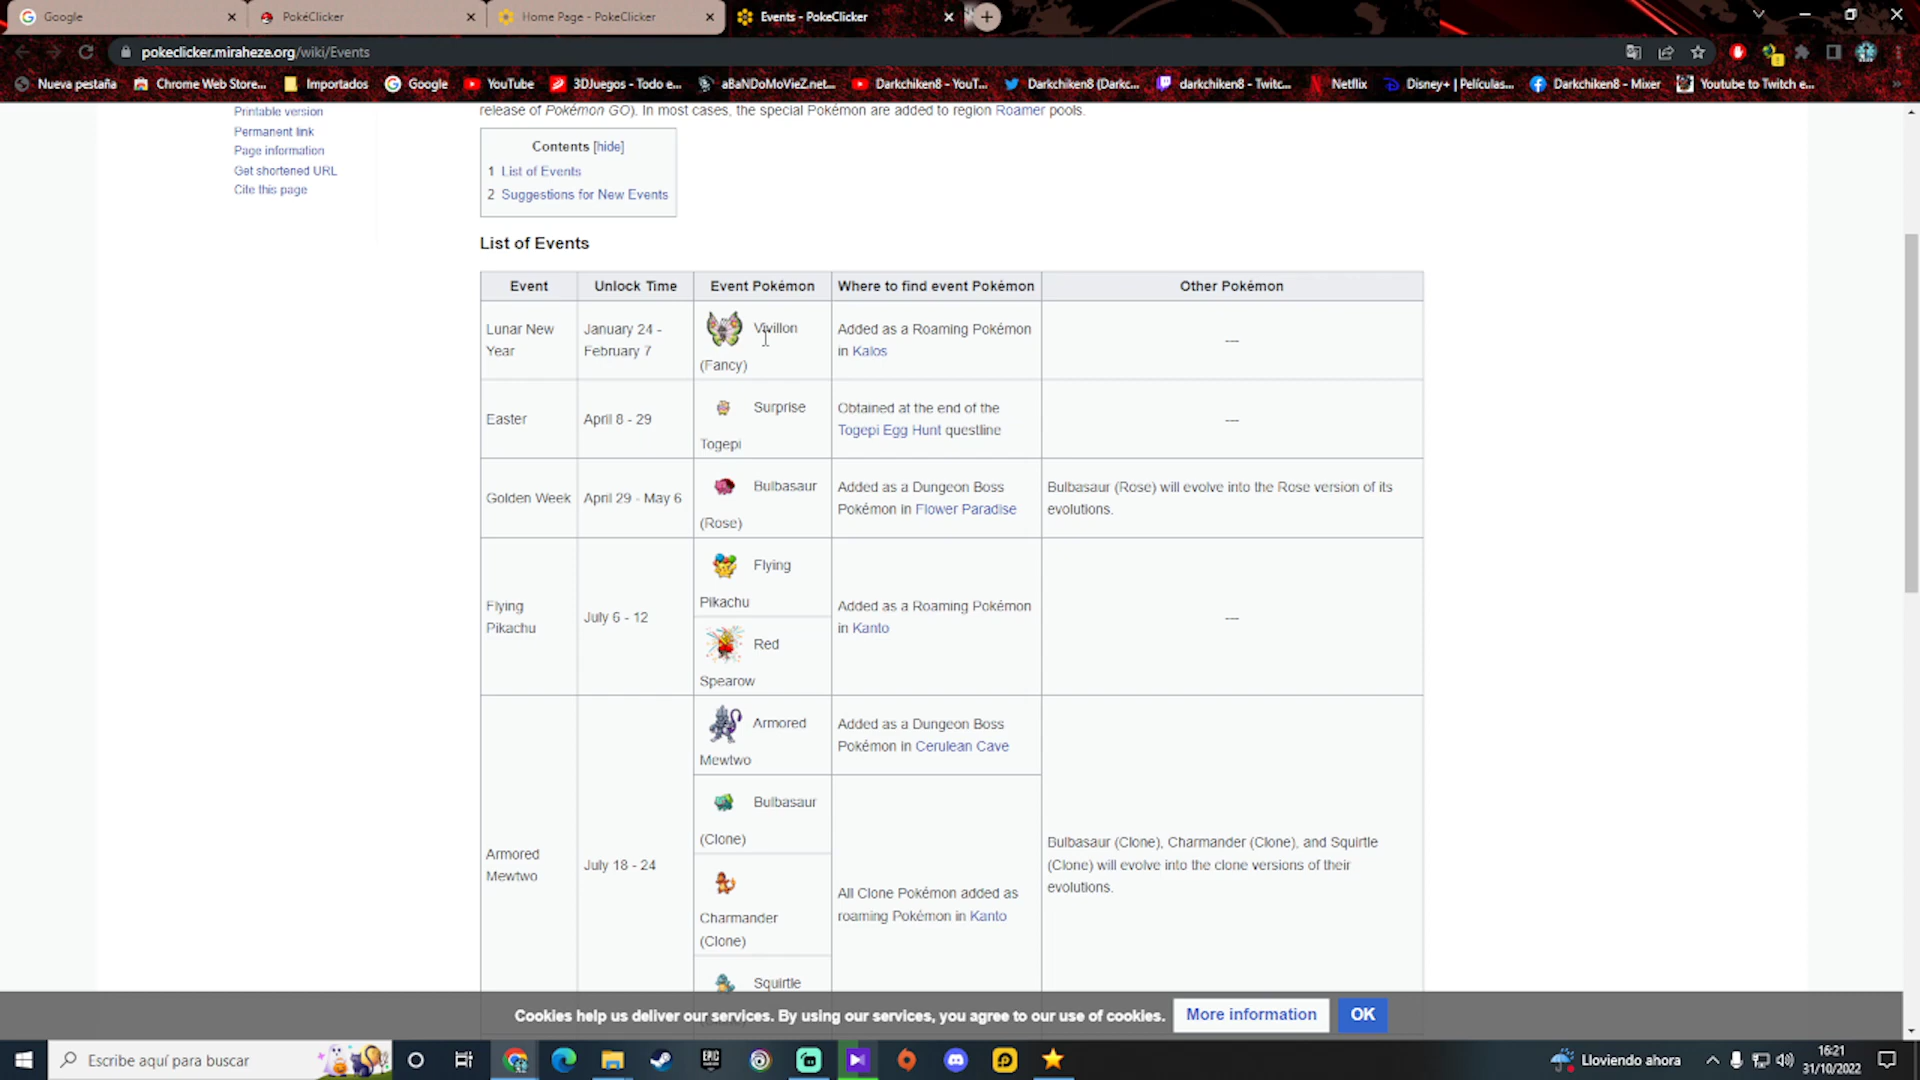 Google
PokéClicker
Home Page - PokeClicker
Events - PokeClicker
pokeclicker.miraheze.org/wiki/Events
Nueva pestaña
Chrome Web Store...
Importados
Google
YouTube
3DJuegos - Todo e...
aBaNDoMoVieZ.net...
Darkchiken8 - YouT...
Darkchiken8 (Darkc...
darkchiken8 - Twitc...
Netflix
Disney+ | Películas...
Darkchiken8 - Mixer
Youtube to Twitch e...
Printable version
Permanent link
Page information
Get shortened URL
Cite this page
release of Pokémon GO). In most cases, the special Pokémon are added to region Roamer pools.
Contents [hide]
1 List of Events
2 Suggestions for New Events
List of Events
Event Unlock Time Event Pokémon Where to find event Pokémon Other Pokémon
Lunar New Year
January 24 - February 7
Vivillon (Fancy)
Added as a Roaming Pokémon in Kalos
---
Easter
April 8 - 29
Surprise Togepi
Obtained at the end of the Togepi Egg Hunt questline
---
Golden Week
April 29 - May 6
Bulbasaur (Rose)
Added as a Dungeon Boss Pokémon in Flower Paradise
Bulbasaur (Rose) will evolve into the Rose version of its evolutions.
Flying Pikachu
July 6 - 12
Flying Pikachu
Red Spearow
Added as a Roaming Pokémon in Kanto
---
Armored Mewtwo
July 18 - 24
Armored Mewtwo
Added as a Dungeon Boss Pokémon in Cerulean Cave
Bulbasaur (Clone)
Charmander (Clone)
Squirtle
All Clone Pokémon added as roaming Pokémon in Kanto
Bulbasaur (Clone), Charmander (Clone), and Squirtle (Clone) will evolve into the clone versions of their evolutions.
Cookies help us deliver our services. By using our services, you agree to our use of cookies.
More information
OK
Escribe aquí para buscar
EPIC
Lloviendo ahora
16:21
31/10/2022